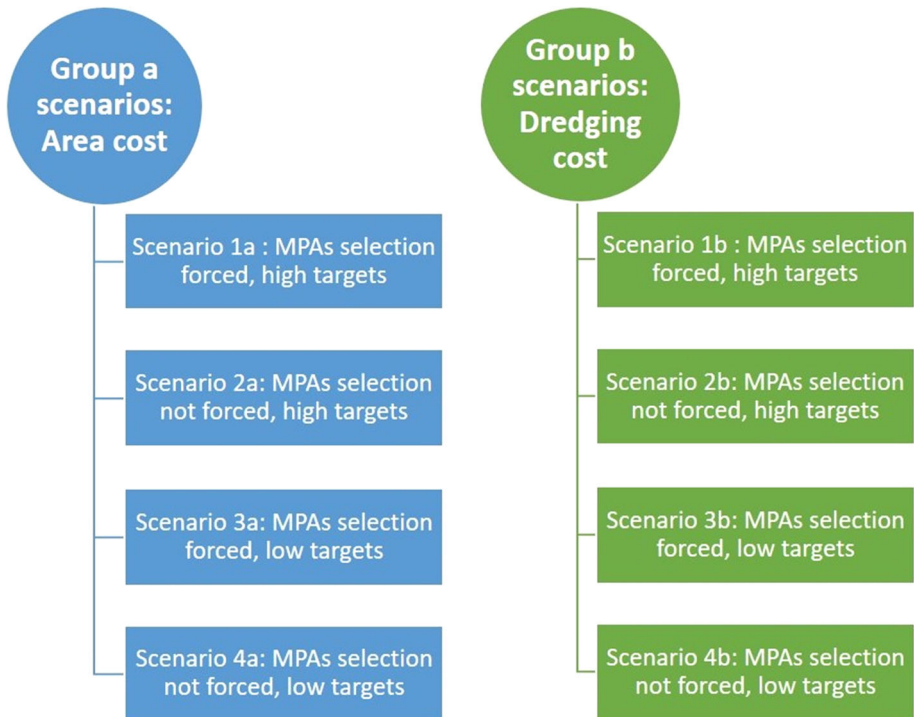 Group a
scenarios:
Area cost
Scenario 1a : MPAs selection
forced, high targets
Scenario 2a: MPAs selection
not forced, high targets
Scenario 3a: MPAs selection
forced, low targets
Scenario 4a: MPAs selection
not forced, low targets
Group b
scenarios:
Dredging
cost
Scenario 1b : MPAs selection
forced, high targets
Scenario 2b: MPAs selection
not forced, high targets
Scenario 3b: MPAs selection
forced, low targets
Scenario 4b: MPAs selection
not forced, low targets